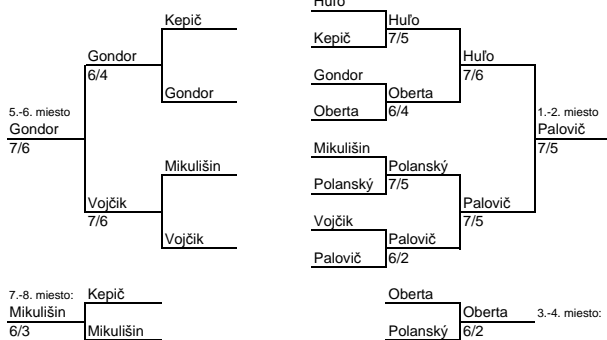 Huľo
Kepič Huľo
Kepič 7/5
Gondor Huľo
6/4 Gondor 7/6
Gondor Oberta
5.-6. miesto Oberta 6/4 1.-2. miesto
Gondor Palovič
7/6 Mikulišin 7/5
Mikulišin Polanský
Polanský 7/5
Vojčik Palovič
7/6 Vojčik 7/5
Vojčik Palovič
Palovič 6/2
7.-8. miesto: Kepič Oberta
Mikulišin Oberta 3.-4. miesto:
6/3 Mikulišin Polanský 6/2